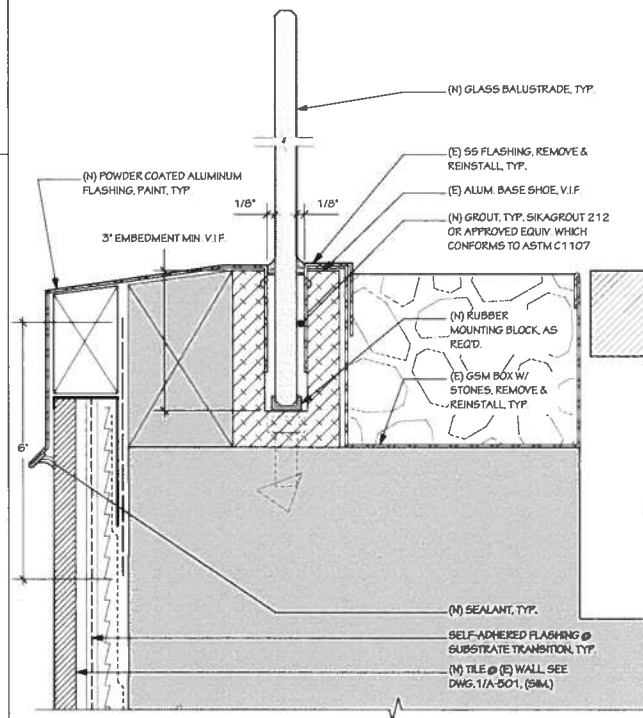 (N) GLASS BALUSTRADE, TYP.
(E) SS FLASHING, REMOVE &
REINSTALL, TYP.
(N) POWDER COATED ALUMINUM
FLASHING, PAINT, TYP
(E) ALUM. BASE SHOE, V.I.F.
1/8" 1/8"
(N) GROUT, TYP. SIKAGROUT 212
OR APPROVED EQUIV. WHICH
CONFORMS TO ASTM C1107
3" EMBEDMENT MIN. V.I.F.
(N) RUBBER
MOUNTING BLOCK, AS
REQ'D.
(E) GSM BOX W/
STONES, REMOVE &
REINSTALL, TYP.
6"
(N) SEALANT, TYP.
SELF-ADHERED FLASHING @
SUBSTRATE TRANSITION, TYP.
(N) TILE @ (E) WALL, SEE
DWG. 1/A-501, (SIM.)